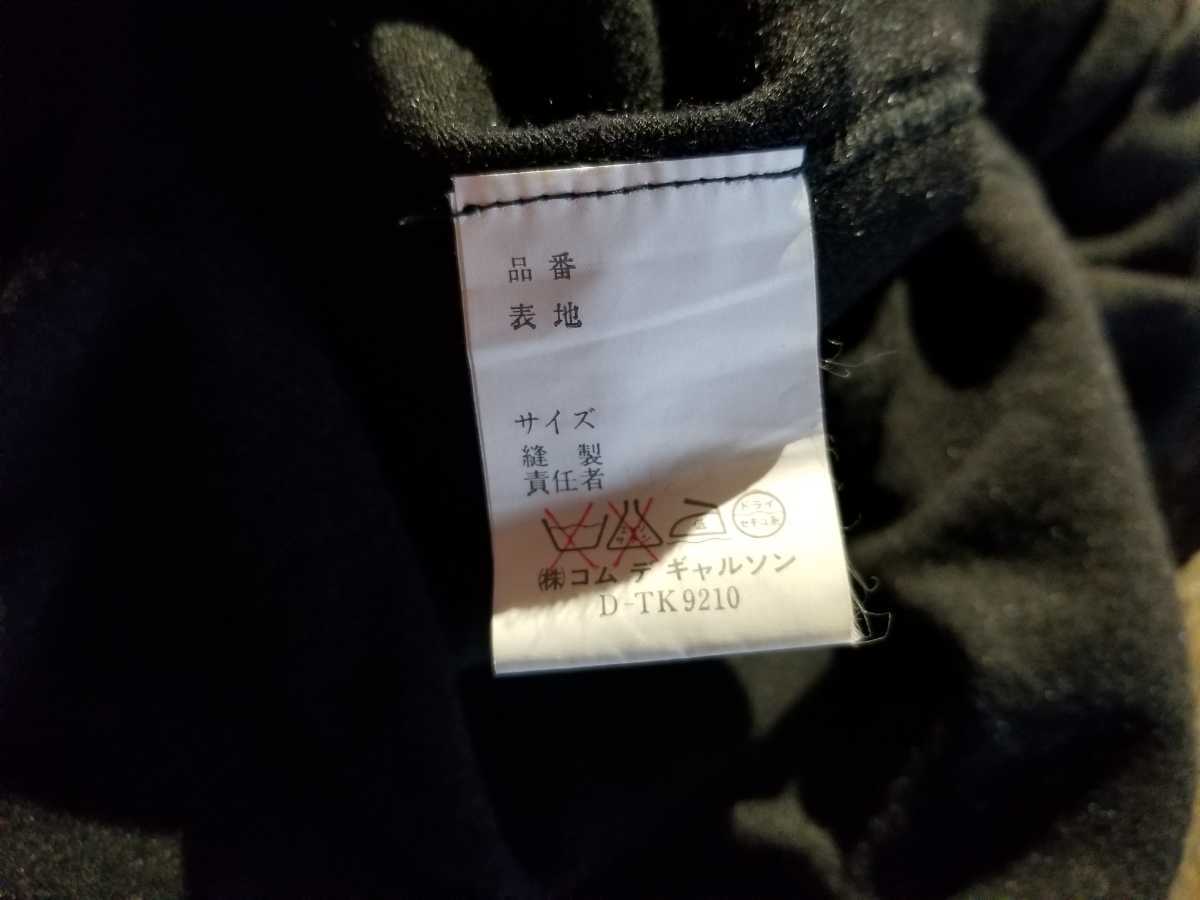 品番
表地
サイズ
縫製
責任者
ドライ
セキユ系
㈱コム デ ギャルソン
D-TK9210